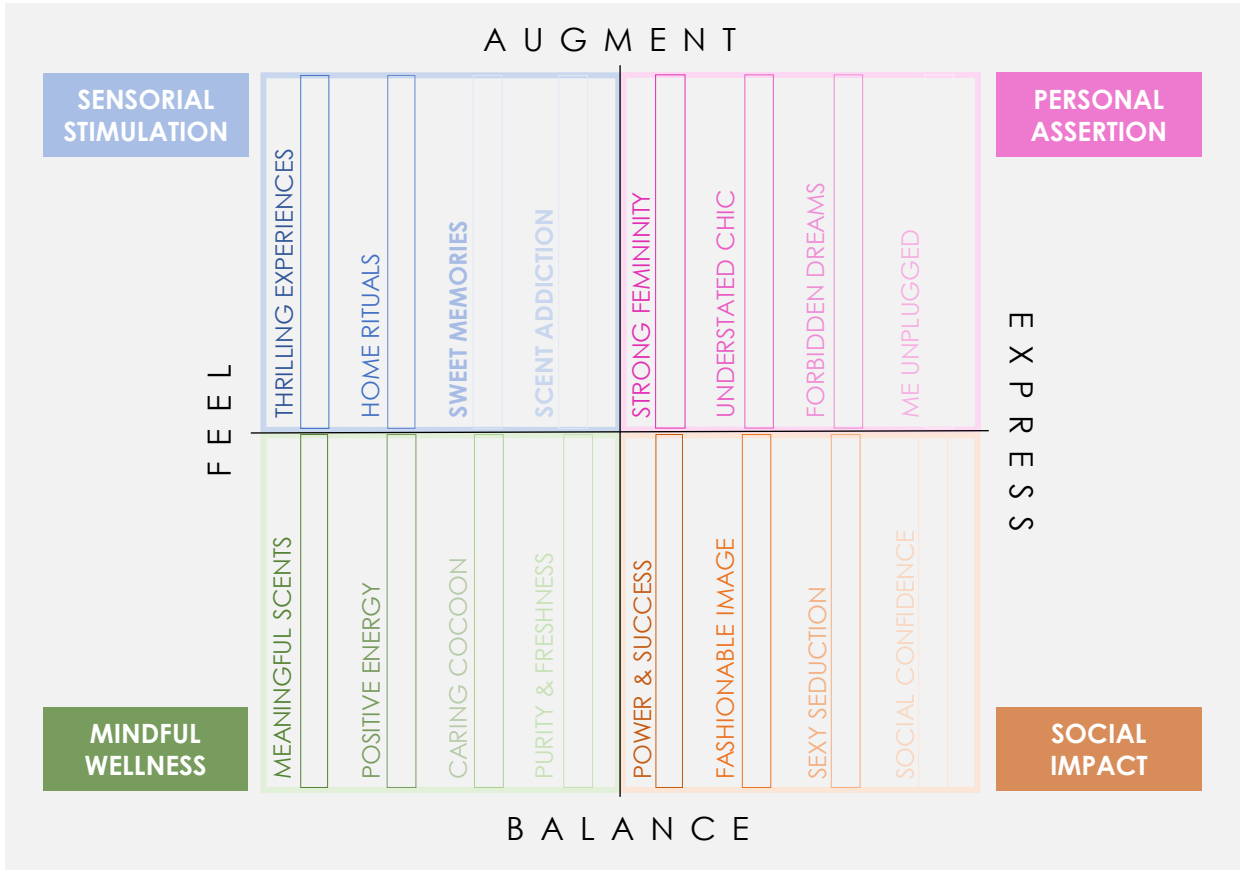 AUGMENT
SENSORIAL
STIMULATION
PERSONAL
ASSERTION
THRILLING EXPERIENCES
HOME RITUALS
SWEET MEMORIES
SCENT ADDICTION
STRONG FEMININITY
UNDERSTATED CHIC
FORBIDDEN DREAMS
ME UNPLUGGED
FEEL
EXPRESS
MEANINGFUL SCENTS
POSITIVE ENERGY
CARING COCOON
PURITY & FRESHNESS
POWER & SUCCESS
FASHIONABLE IMAGE
SEXY SEDUCTION
SOCIAL CONFIDENCE
MINDFUL
WELLNESS
SOCIAL
IMPACT
BALANCE